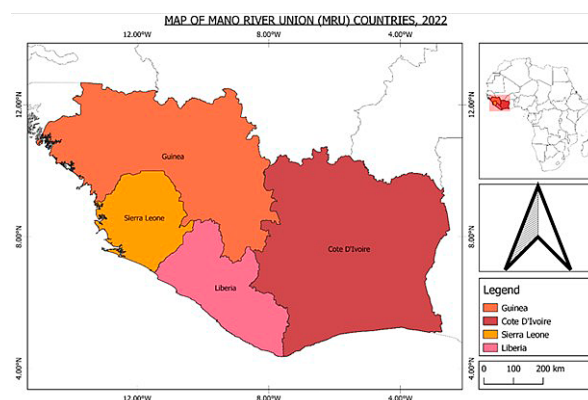 MAP OF MANO RIVER UNION (MRU) COUNTRIES, 2022
12.00°W 8.00°W 4.00°W
12.00°N 12.00°N
Guinea
Sierra Leone
8.00°N 8.00°N
Cote D'Ivoire
Liberia
4.00°N 4.00°N
12.00°W 8.00°W 4.00°W
Legend
Guinea
Cote D'Ivoire
Sierra Leone
Liberia
0 100 200 km